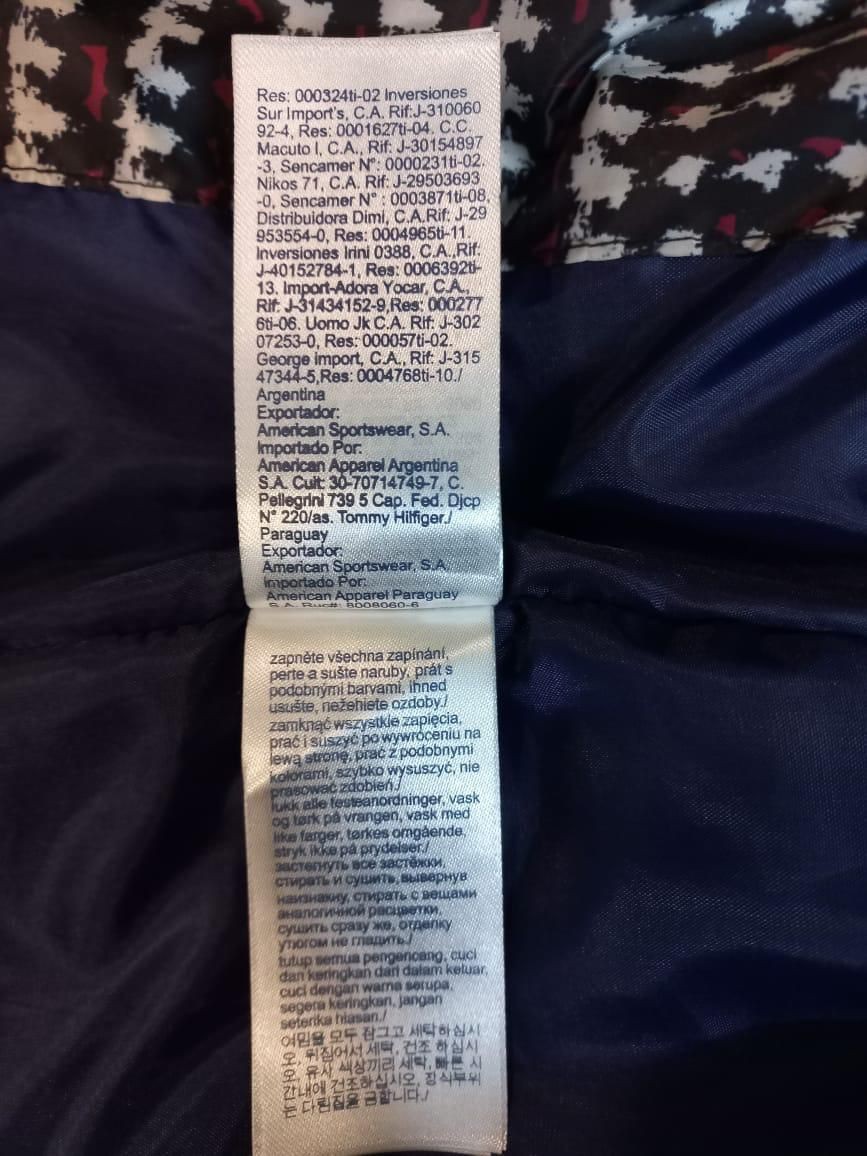 Res: 000324ti-02 Inversiones
Sur Import's, C.A. Rif:J-310060
92-4, Res: 0001627ti-04. C.C.
Macuto I, C.A., Rif: J-30154897
-3, Sencamer N°: 0000231ti-02.
Nikos 71, C.A. Rif: J-29503693
-0, Sencamer N° : 0003871ti-08,
Distribuidora Dimi, C.A.Rif: J-29
953554-0, Res: 0004965ti-11.
Inversiones Irini 0388, C.A.,Rif:
J-40152784-1, Res: 0006392ti-
13. Import-Adora Yocar, C.A.,
Rif: J-31434152-9,Res: 000277
6ti-06. Uomo Jk C.A. Rif: J-302
07253-0, Res: 000057ti-02.
George import, C.A., Rif: J-315
47344-5,Res: 0004768ti-10./
Argentina
Exportador:
American Sportswear, S.A.
Importado Por:
American Apparel Argentina
S.A. Cuit: 30-70714749-7, C.
Pellegrini 739 5 Cap. Fed. Djcp
N° 220/as. Tommy Hilfiger./
Paraguay
Exportador:
American Sportswear, S.A.
Importado Por:
American Apparel Paraguay
S.A. Ruc#: 8008060-6
zapněte všechna zapínání,
perte a sušte naruby, prát s
podobnými barvami, ihned
usušte, nežehlete ozdoby./
zamknąć wszystkie zapięcia,
prać i suszyć po wywróceniu na
lewą stronę, prać z podobnymi
kolorami, szybko wysuszyć, nie
prasować zdobień./
lukk alle festeanordninger, vask
og tørk på vrangen, vask med
like farger, tørkes omgående,
stryk ikke på prydelser./
застегнуть все застёжки,
стирать и сушить, вывернув
наизнанку, стирать с вещами
аналогичной расцветки,
сушить сразу же, отделку
утюгом не гладить./
tutup semua pengencang, cuci
dan keringkan dari dalam keluar,
cuci dengan warna serupa,
segera keringkan, jangan
seterika hiasan./
여밈을 모두 잠그고 세탁하십시
오, 뒤집어서 세탁, 건조 하십시
오, 유사 색상끼리 세탁, 빠른 시
간내에 건조하십시오, 장식부위
는 다림질을 금합니다./